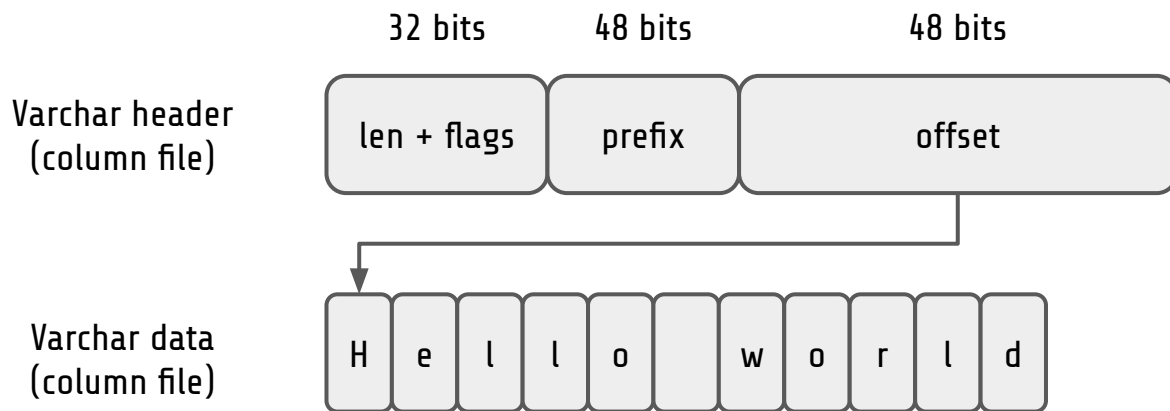 32 bits 48 bits 48 bits
Varchar header
(column file)
len + flags prefix offset
Varchar data
(column file)
H e l l o w o r l d